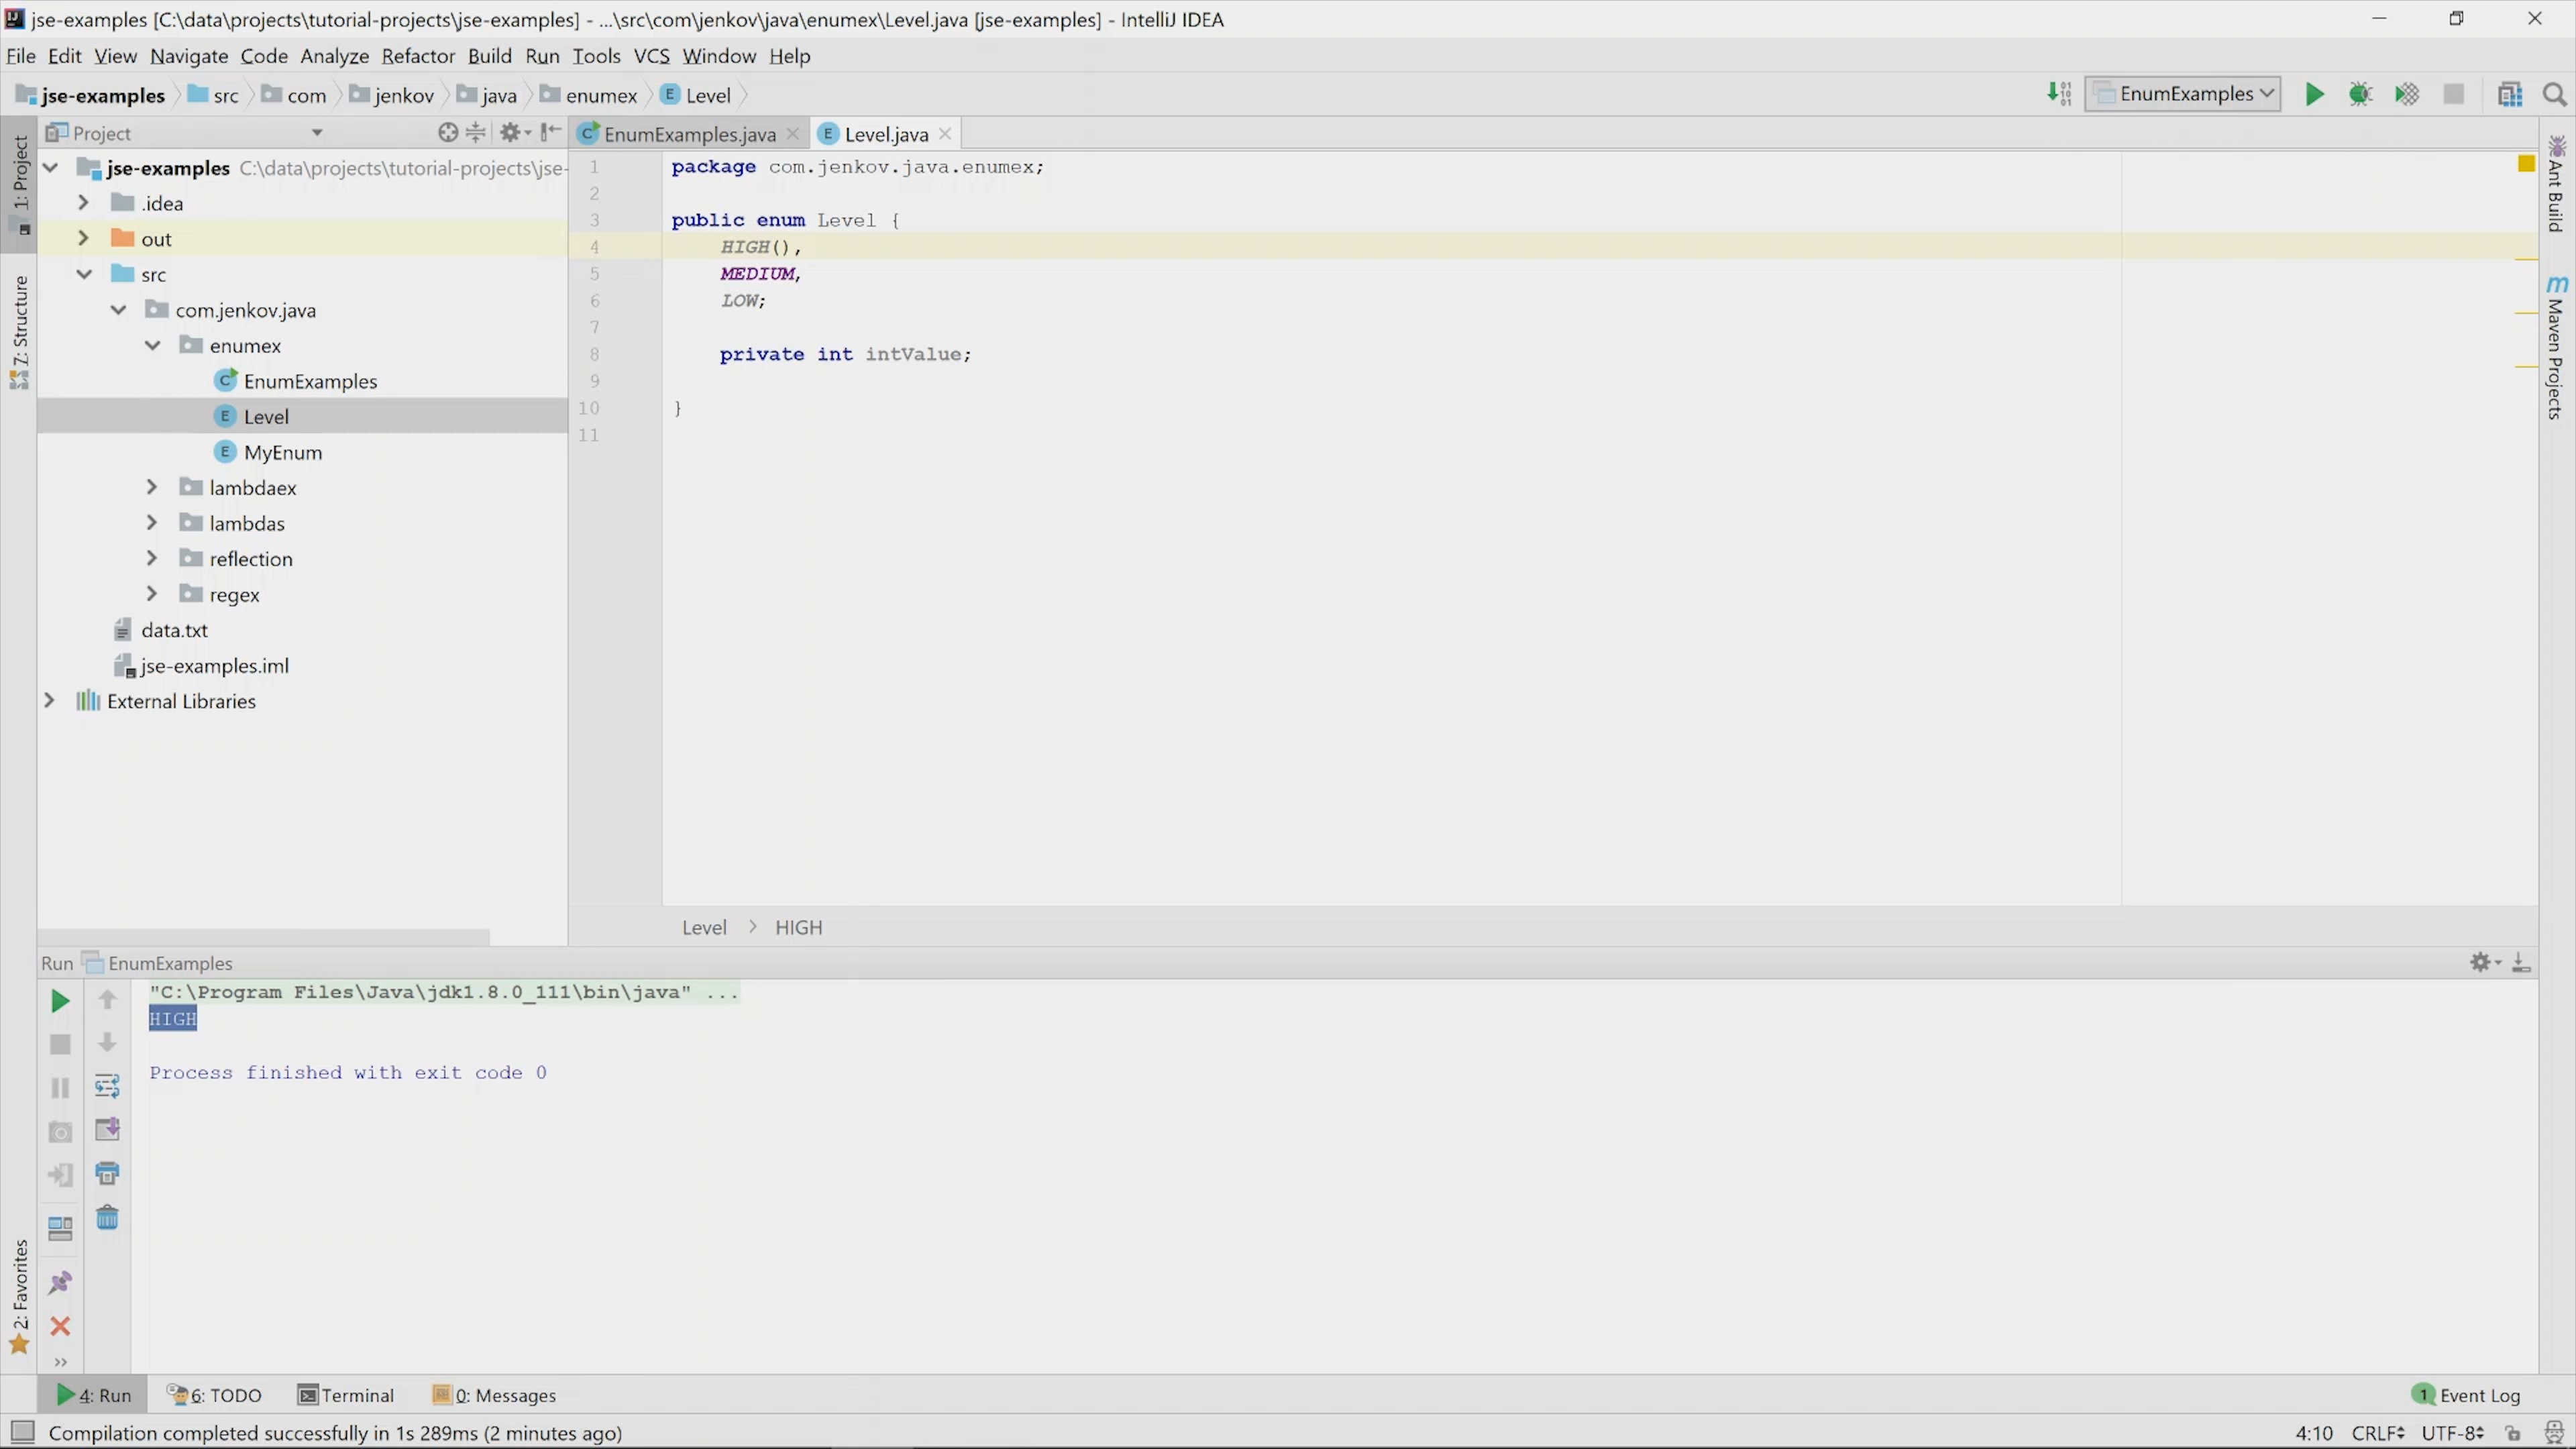 jse-examples [C:\data\projects\tutorial-projects\jse-examples] - ...\src\com\jenkov\java\enumex\Level.java [jse-examples] - IntelliJ IDEA
File Edit View Navigate Code Analyze Refactor Build Run Tools VCS Window Help
jse-examples src com jenkov java enumex E Level
EnumExamples
1: Project
Z: Structure
2: Favorites
Project
jse-examples C:\data\projects\tutorial-projects\jse-
.idea
out
src
com.jenkov.java
enumex
C EnumExamples
E Level
E MyEnum
lambdaex
lambdas
reflection
regex
data.txt
jse-examples.iml
External Libraries
C EnumExamples.java
E Level.java
1 package com.jenkov.java.enumex;
2
3 public enum Level {
4 HIGH(),
5 MEDIUM,
6 LOW;
7
8 private int intValue;
9
10 }
11
Level > HIGH
Ant Build
m Maven Projects
Run EnumExamples
"C:\Program Files\Java\jdk1.8.0_111\bin\java" ...
HIGH
Process finished with exit code 0
4: Run 6: TODO Terminal 0: Messages
1 Event Log
Compilation completed successfully in 1s 289ms (2 minutes ago)
4:10 CRLF UTF-8